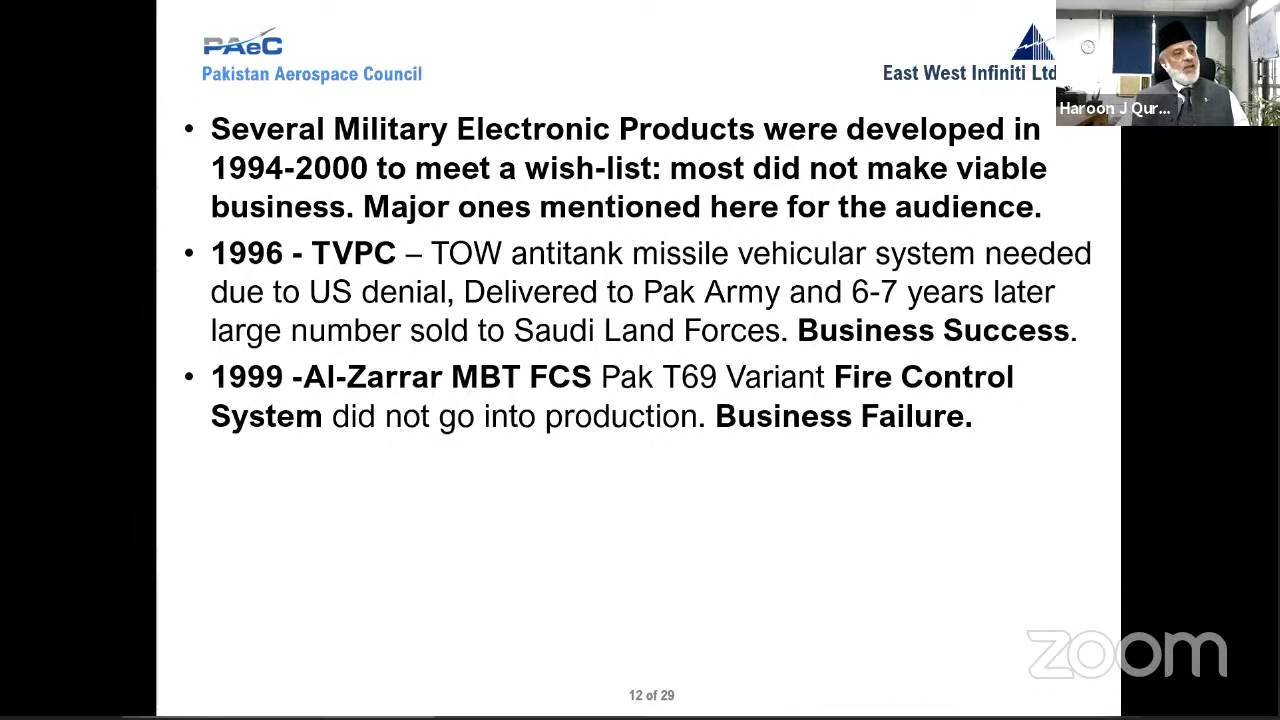 PAeC
Pakistan Aerospace Council
East West Infiniti Ltd
Haroon J Qur...
• Several Military Electronic Products were developed in
1994-2000 to meet a wish-list: most did not make viable
business. Major ones mentioned here for the audience.
• 1996 - TVPC – TOW antitank missile vehicular system needed
due to US denial, Delivered to Pak Army and 6-7 years later
large number sold to Saudi Land Forces. Business Success.
• 1999 -Al-Zarrar MBT FCS Pak T69 Variant Fire Control
System did not go into production. Business Failure.
zoom
12 of 29